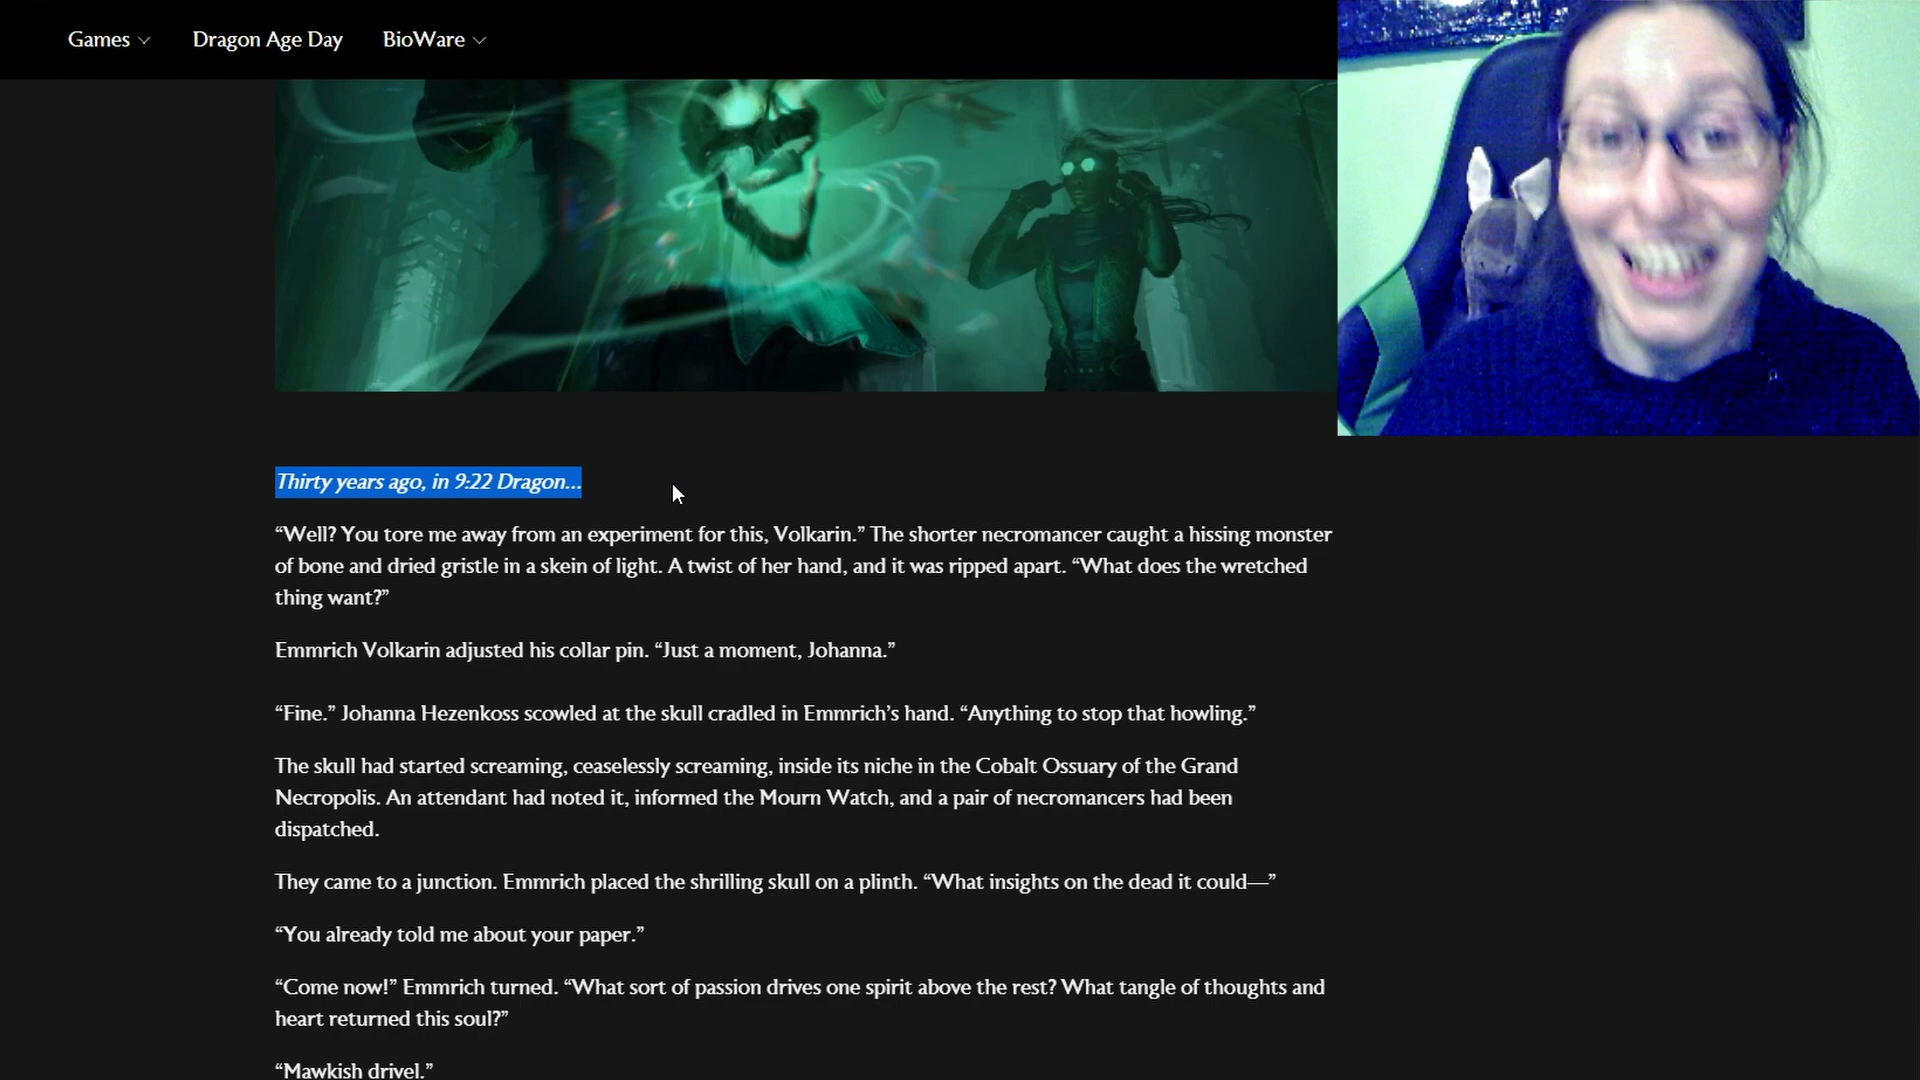 Games Dragon Age Day BioWare
Thirty years ago, in 9:22 Dragon...
“Well? You tore me away from an experiment for this, Volkarin.” The shorter necromancer caught a hissing monster
of bone and dried gristle in a skein of light. A twist of her hand, and it was ripped apart. “What does the wretched
thing want?”
Emmrich Volkarin adjusted his collar pin. “Just a moment, Johanna.”
“Fine.” Johanna Hezenkoss scowled at the skull cradled in Emmrich’s hand. “Anything to stop that howling.”
The skull had started screaming, ceaselessly screaming, inside its niche in the Cobalt Ossuary of the Grand
Necropolis. An attendant had noted it, informed the Mourn Watch, and a pair of necromancers had been
dispatched.
They came to a junction. Emmrich placed the shrilling skull on a plinth. “What insights on the dead it could—”
“You already told me about your paper.”
“Come now!” Emmrich turned. “What sort of passion drives one spirit above the rest? What tangle of thoughts and
heart returned this soul?”
“Mawkish drivel.”